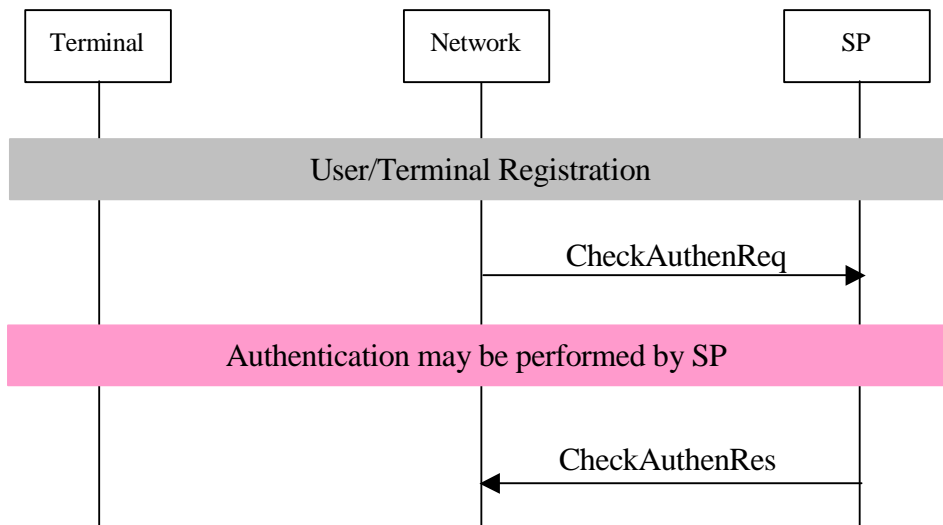 Terminal
Network
SP
User/Terminal Registration
CheckAuthenReq
Authentication may be performed by SP
CheckAuthenRes